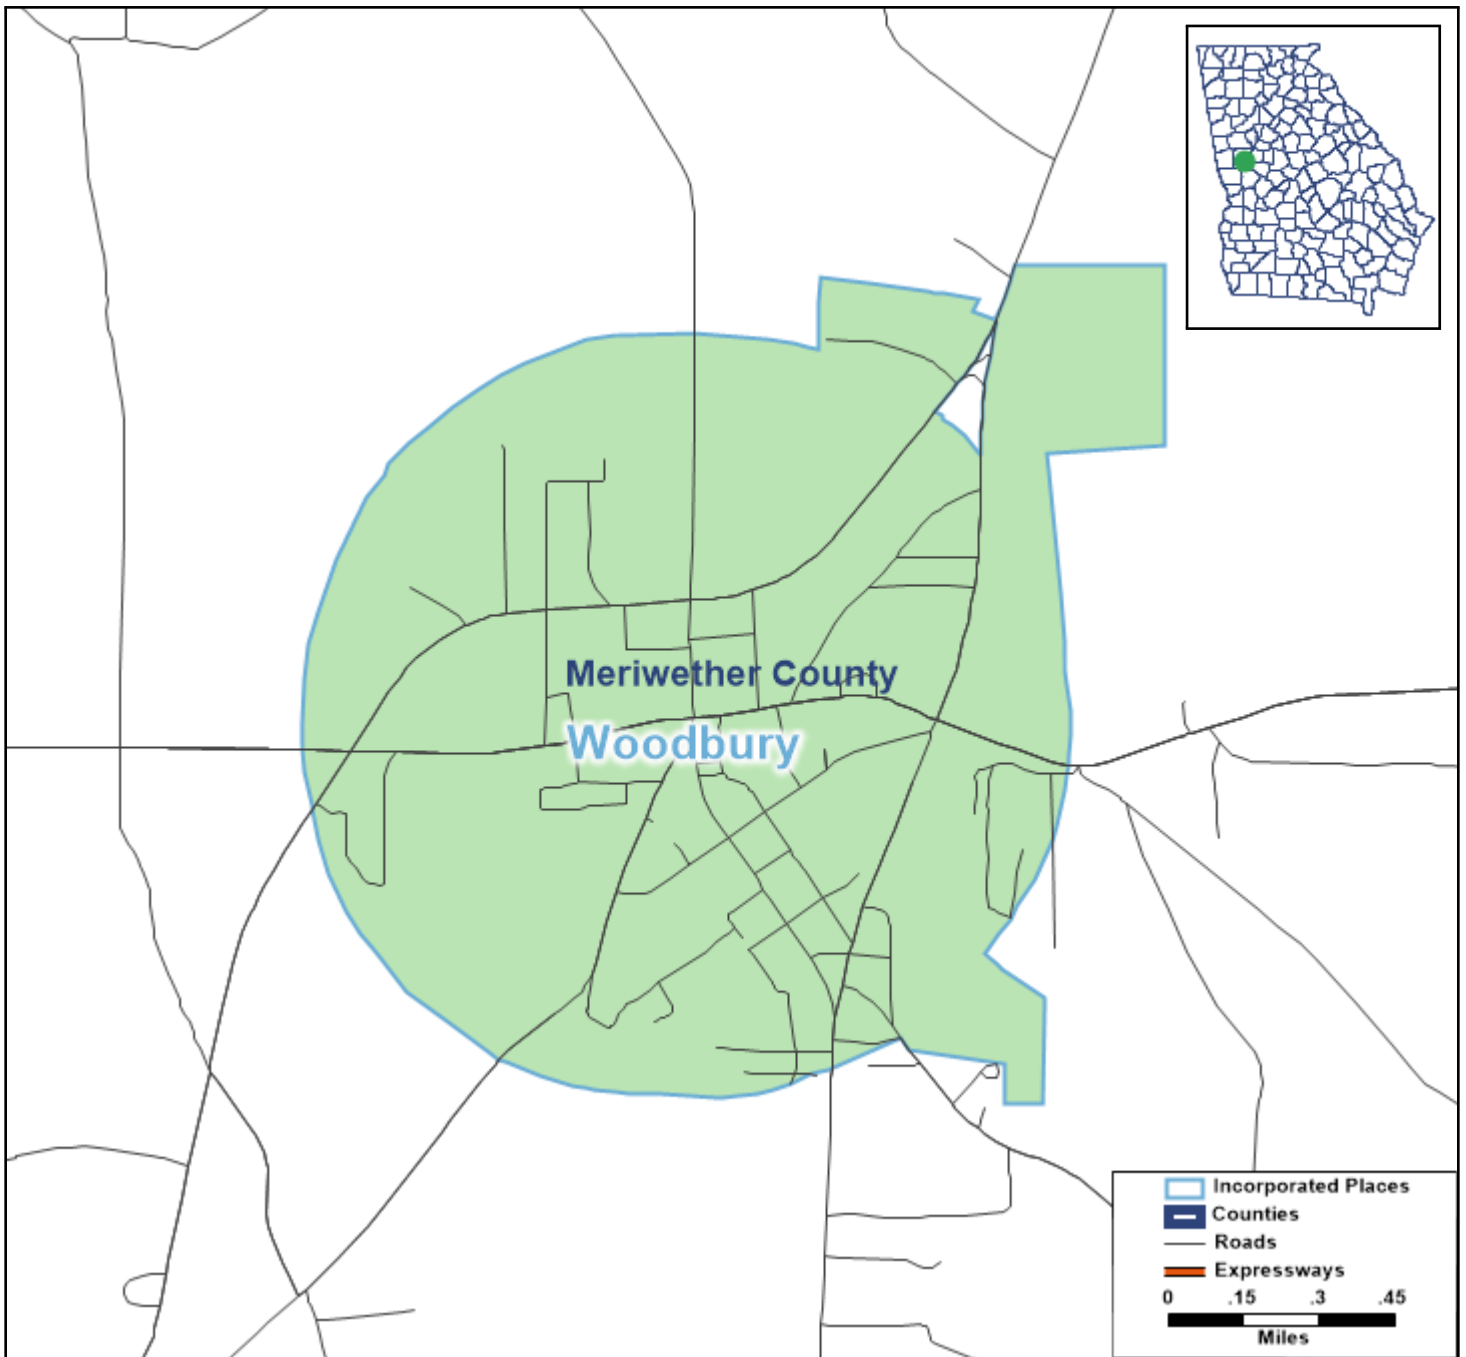 Meriwether County
Woodbury
Incorporated Places
Counties
Roads
Expressways
0 .15 .3 .45
Miles